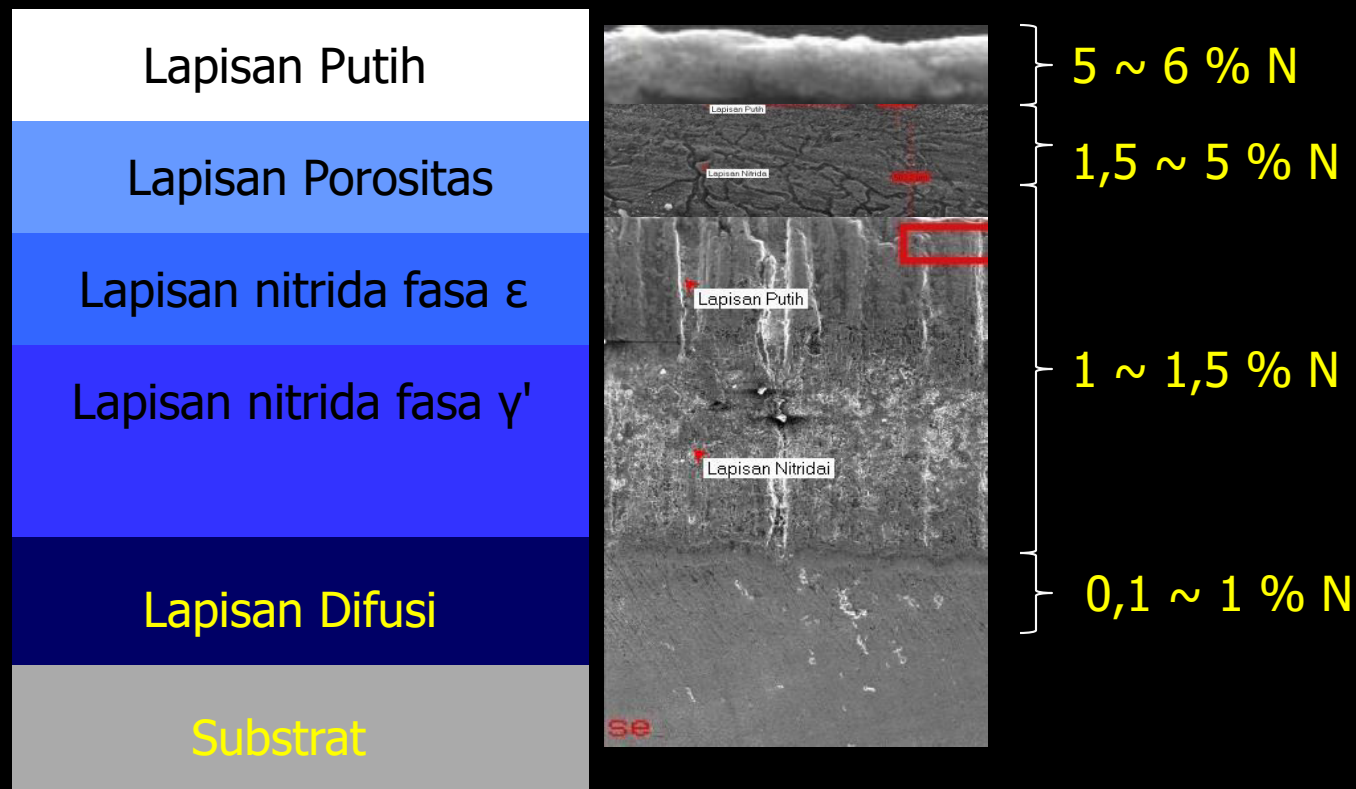 Lapisan Putih
Lapisan Porositas
Lapisan nitrida fasa ε
Lapisan nitrida fasa γ'
Lapisan Difusi
Substrat
Lapisan Putih
Lapisan Nitrida
Lapisan Putih
Lapisan Nitridai
se
5 ~ 6 % N
1,5 ~ 5 % N
1 ~ 1,5 % N
0,1 ~ 1 % N